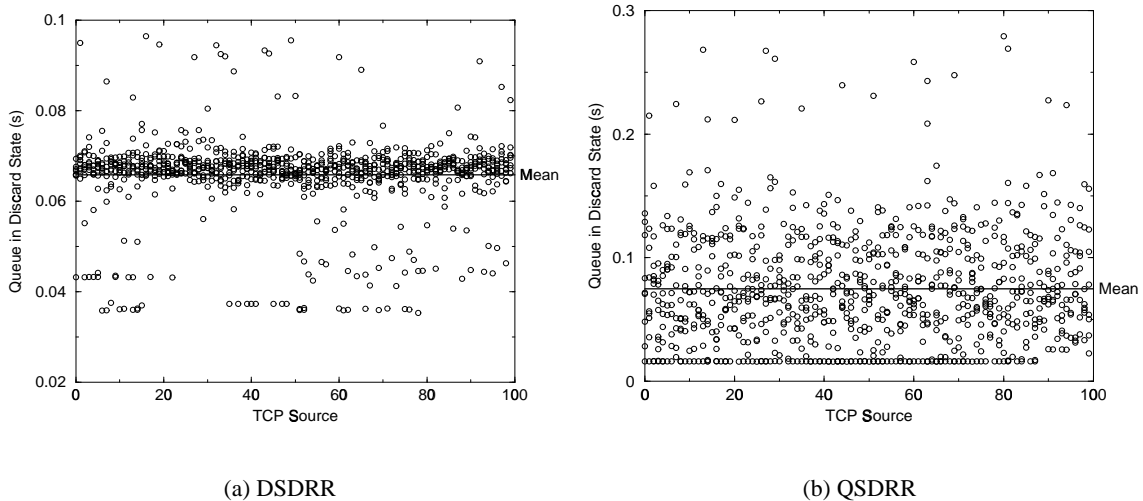 0.1
0.08
0.06
0.04
0.02
Queue in Discard State (s)
0 20 40 60 80 100
TCP Source
Mean
(a) DSDRR
0.3
0.2
0.1
0
Queue in Discard State (s)
0 20 40 60 80 100
TCP Source
Mean
(b) QSDRR